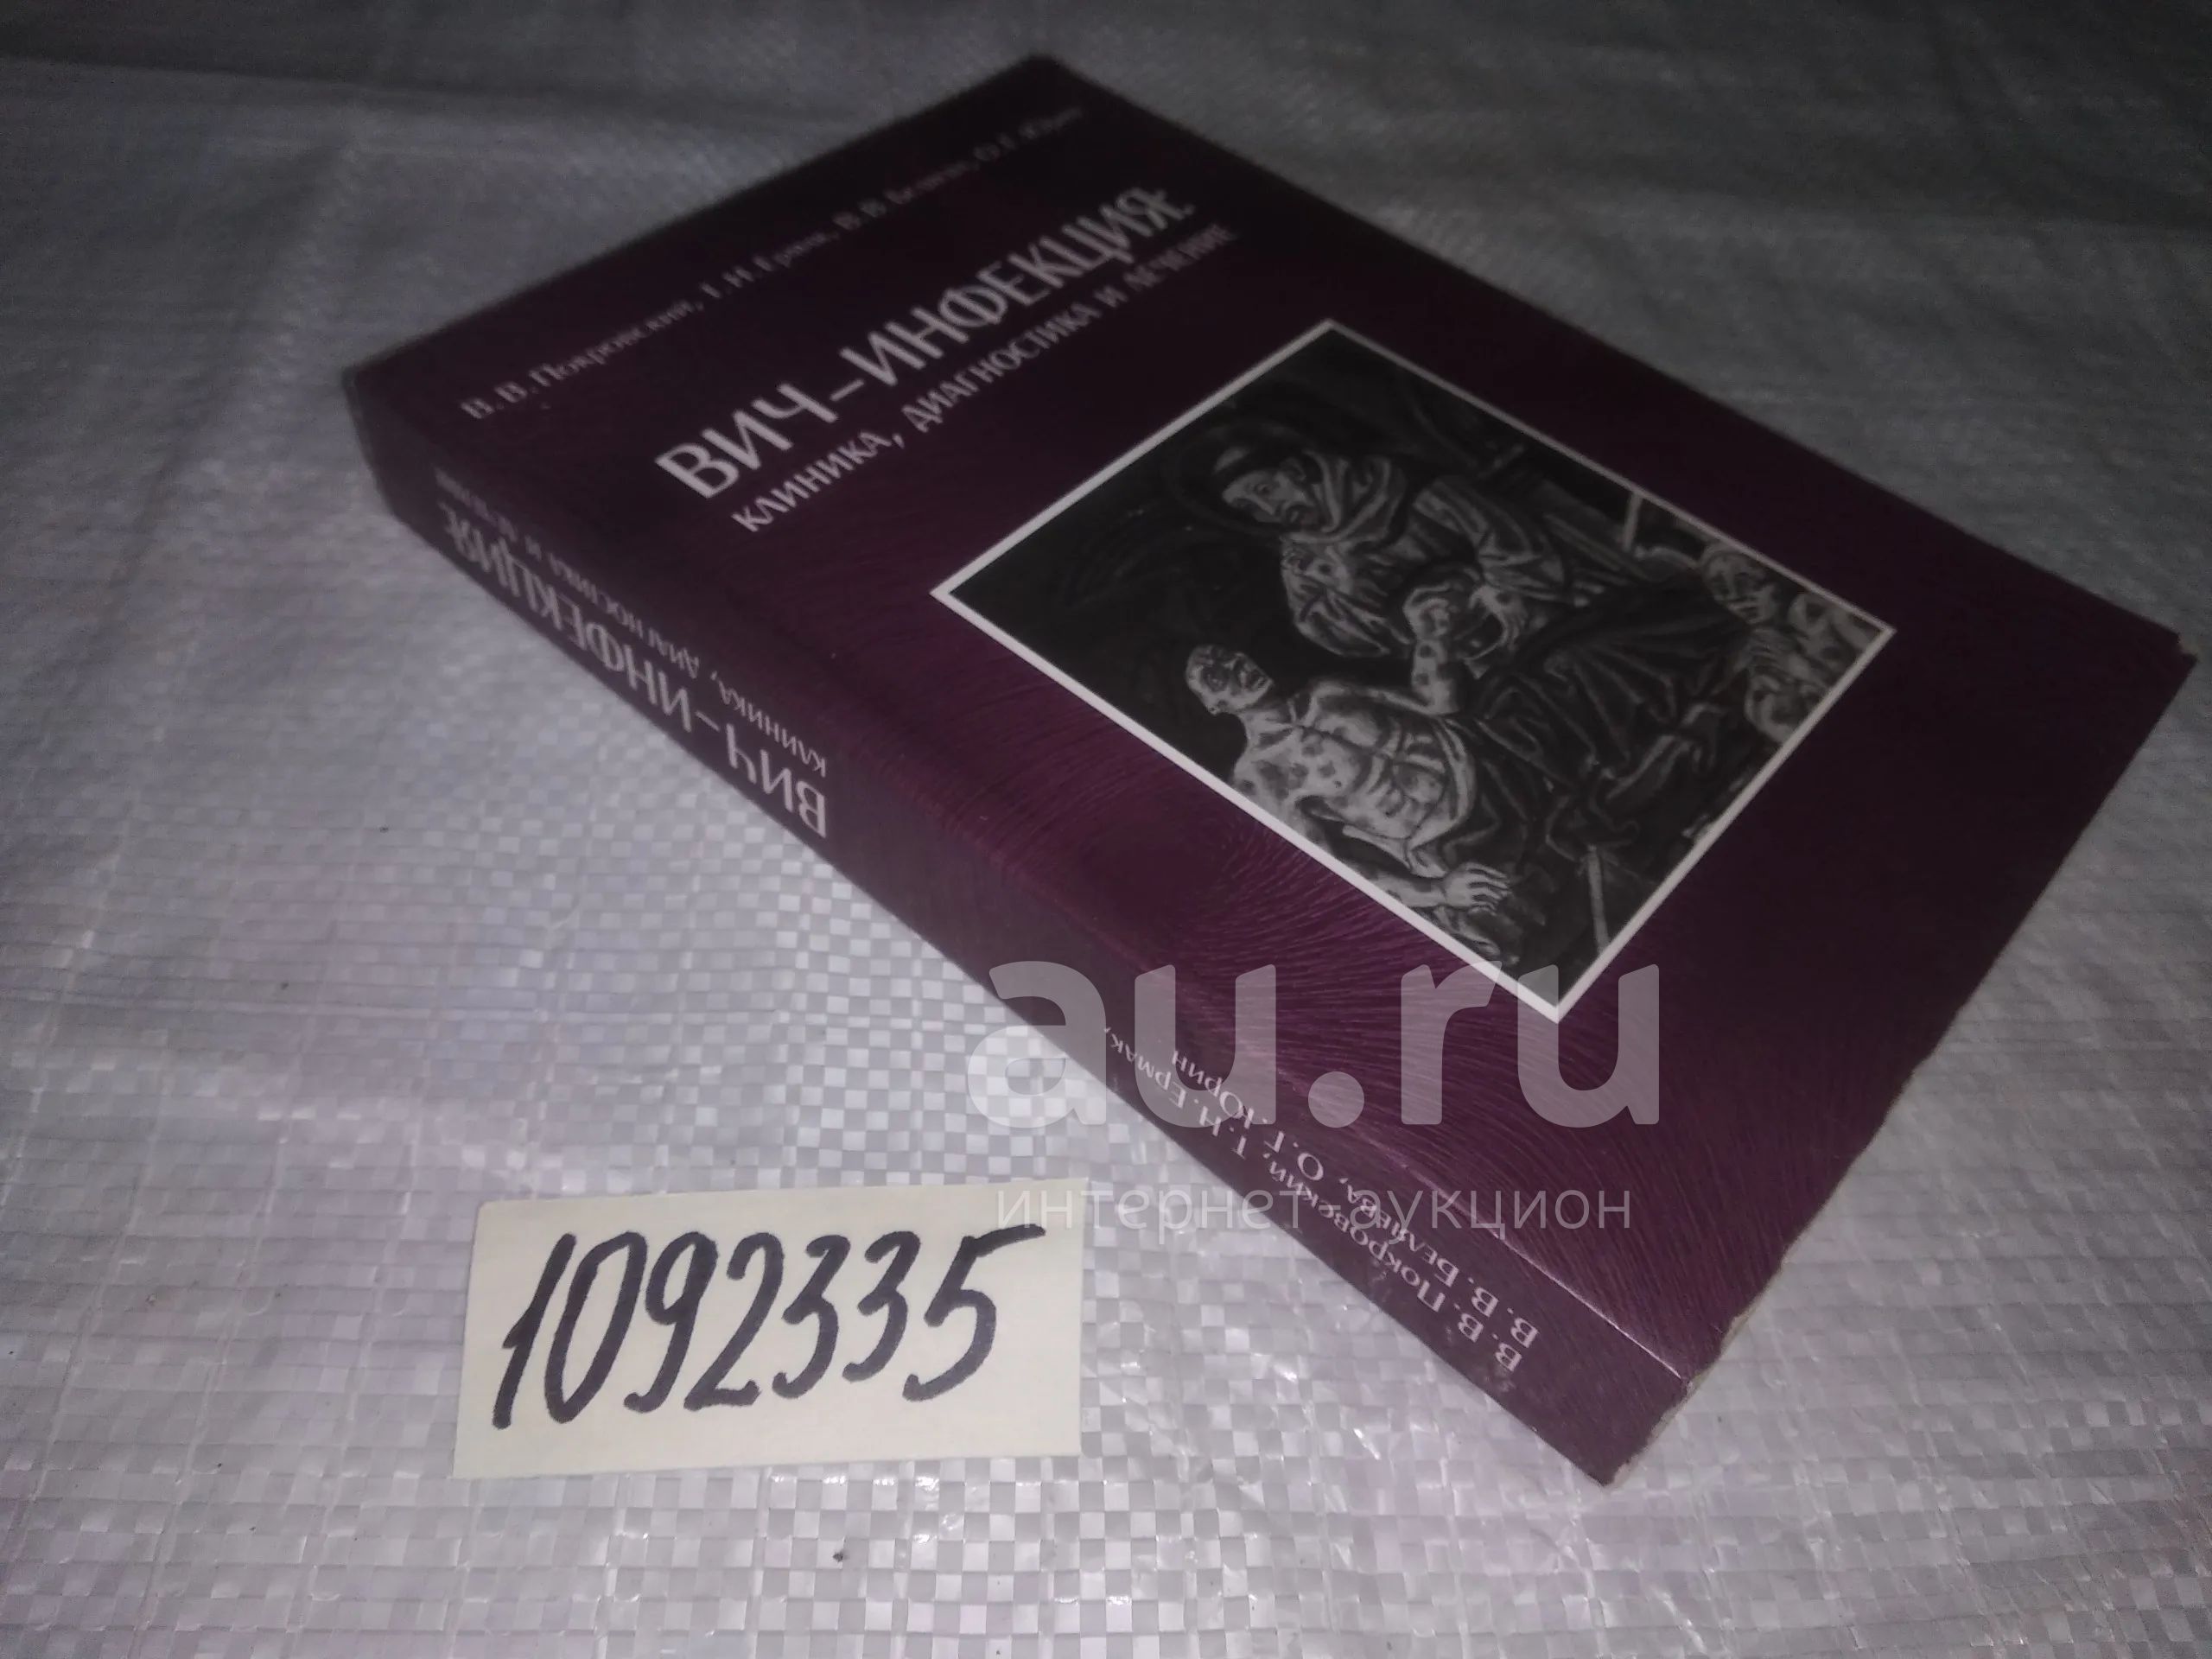 В. В. Покровский, Т. Н. Ермак, В. В. Беляева, О. Г. Юрин
ВИЧ–ИНФЕКЦИЯ:
КЛИНИКА, ДИАГНОСТИКА И ЛЕЧЕНИЕ
ВИЧ–ИНФЕКЦИЯ:
КЛИНИКА, ДИАГНОСТИКА И ЛЕЧЕНИЕ
В. В. Покровский, Т. Н. Ермак,
В. В. Беляева, О. Г. Юрин
au.ru
интернет аукцион
1092335